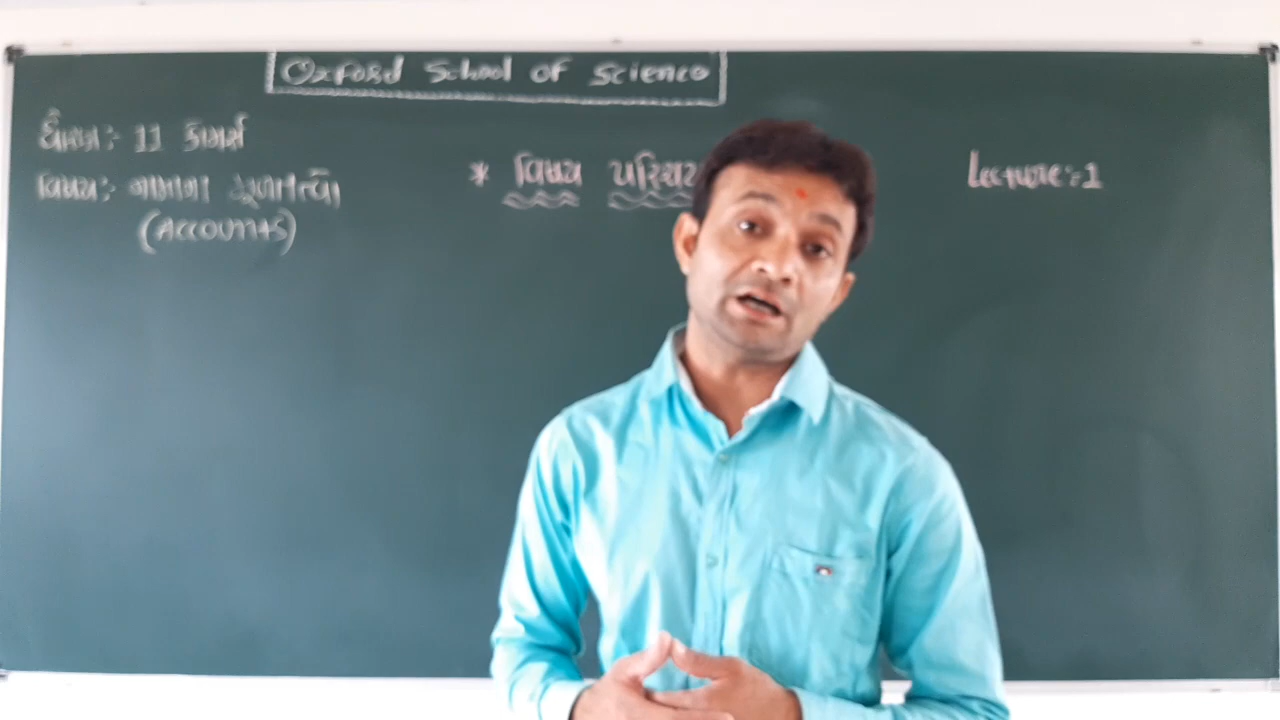 Oxford School of Science
ધોરણ:- 11 કોમર્સ
* વિષય પરિચય
Lecture:-1
વિષય:- નામાના મૂળતત્ત્વો
(Accounts)